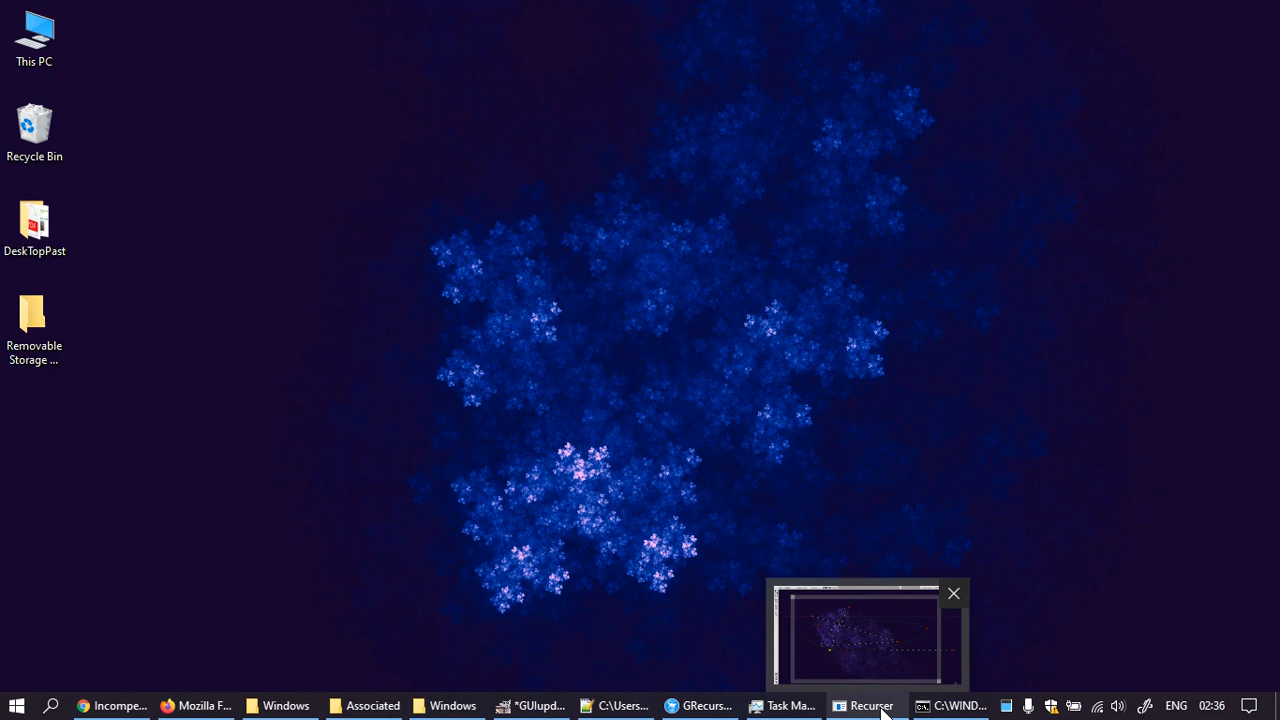 This PC
Recycle Bin
DeskTopPast
Removable
Storage ...
Incompe...
Mozilla F...
Windows
Associated
Windows
*GUIupd...
C:\Users...
GRecurs...
Task Ma...
Recurser
C:\WIND...
ENG
02:36